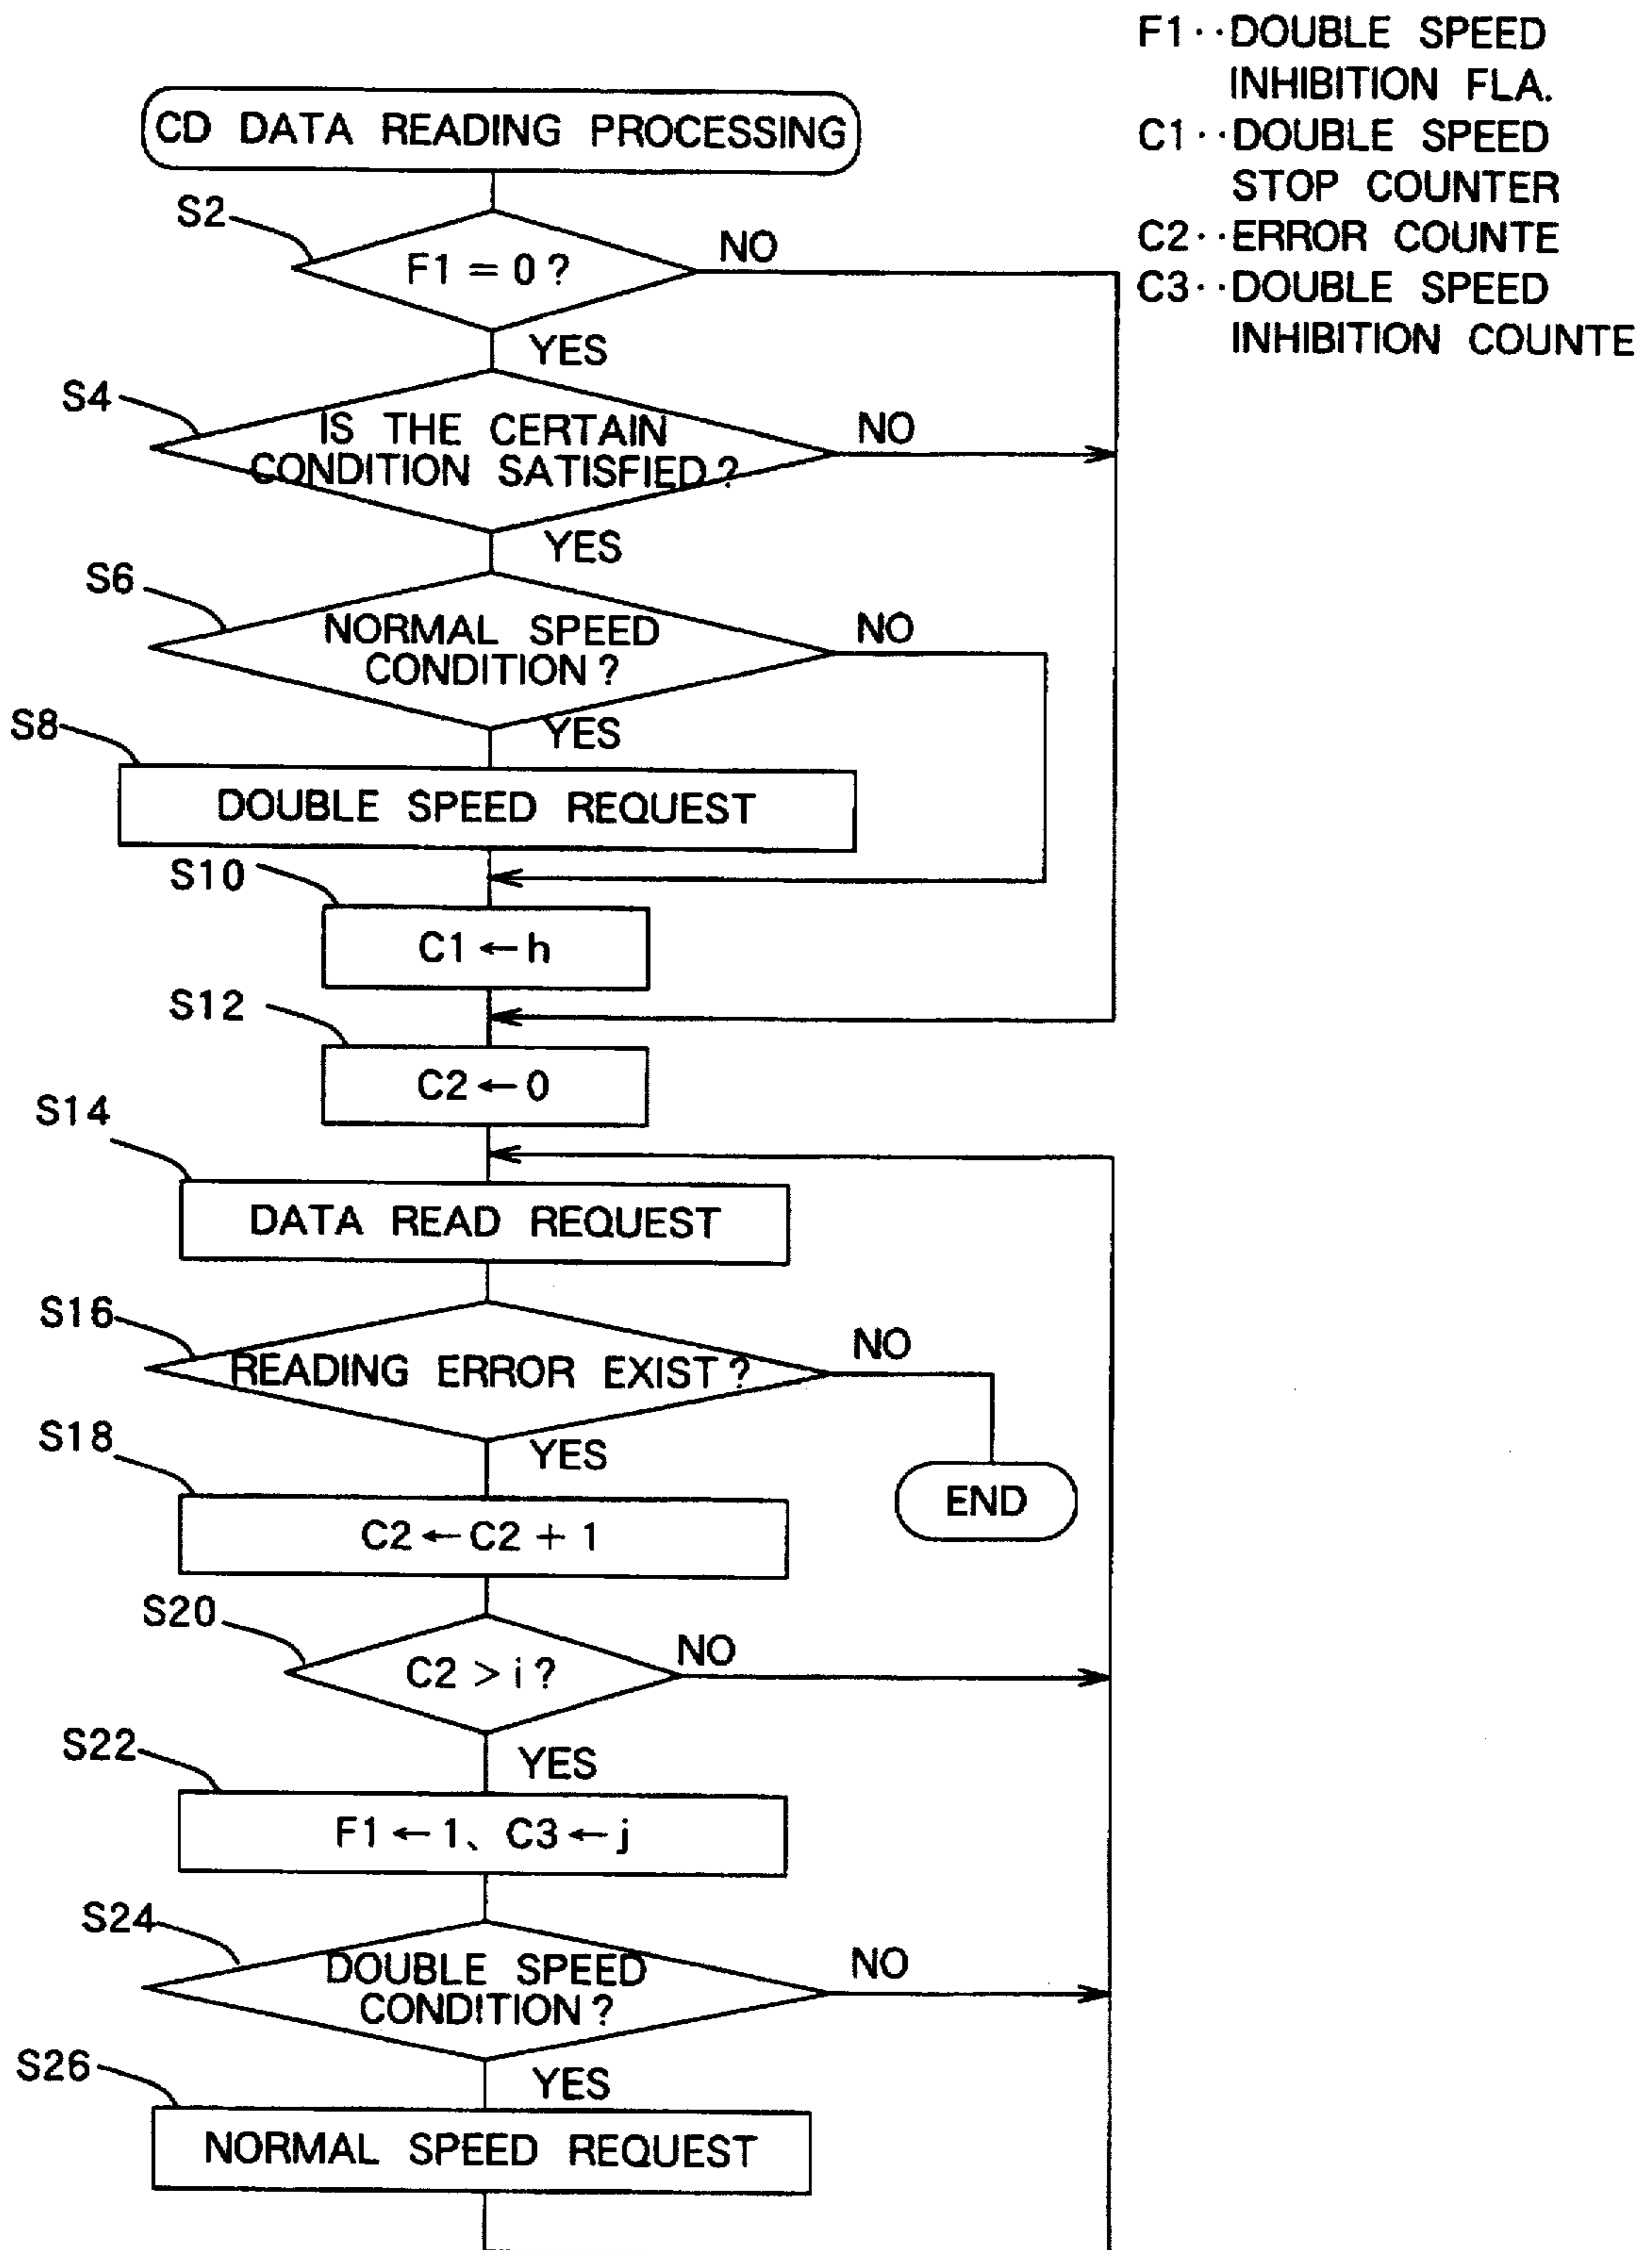 F1··DOUBLE SPEED
INHIBITION FLA.
C1··DOUBLE SPEED
STOP COUNTER
C2··ERROR COUNTE
C3··DOUBLE SPEED
INHIBITION COUNTE
CD DATA READING PROCESSING
S2
F1 = 0?
NO
YES
S4
IS THE CERTAIN
CONDITION SATISFIED?
NO
YES
S6
NORMAL SPEED
CONDITION?
NO
YES
S8
DOUBLE SPEED REQUEST
S10
C1←h
S12
C2←0
S14
DATA READ REQUEST
S16
READING ERROR EXIST?
NO
YES
END
S18
C2←C2 + 1
S20
C2 > i?
NO
YES
S22
F1←1、C3←j
S24
DOUBLE SPEED
CONDITION?
NO
YES
S26
NORMAL SPEED REQUEST